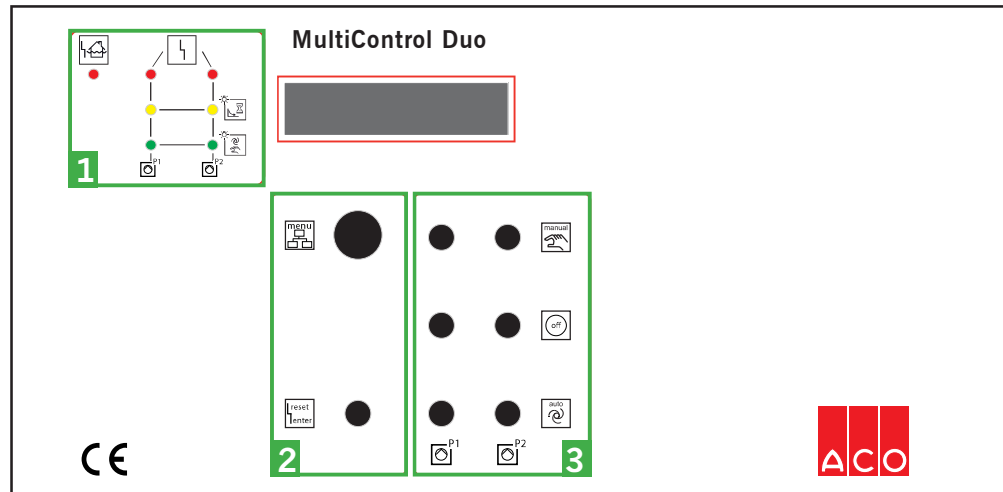 MultiControl Duo
P1
P2
1
menu
manual
off
reset
enter
auto
P1
P2
2
3
CE
ACO